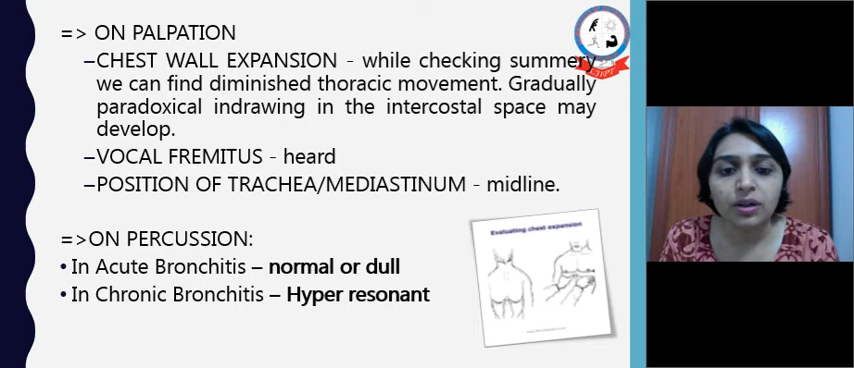 => ON PALPATION
–CHEST WALL EXPANSION - while checking summery
we can find diminished thoracic movement. Gradually
paradoxical indrawing in the intercostal space may
develop.
–VOCAL FREMITUS - heard
–POSITION OF TRACHEA/MEDIASTINUM - midline.
=>ON PERCUSSION:
• In Acute Bronchitis – normal or dull
• In Chronic Bronchitis – Hyper resonant
Evaluating chest expansion